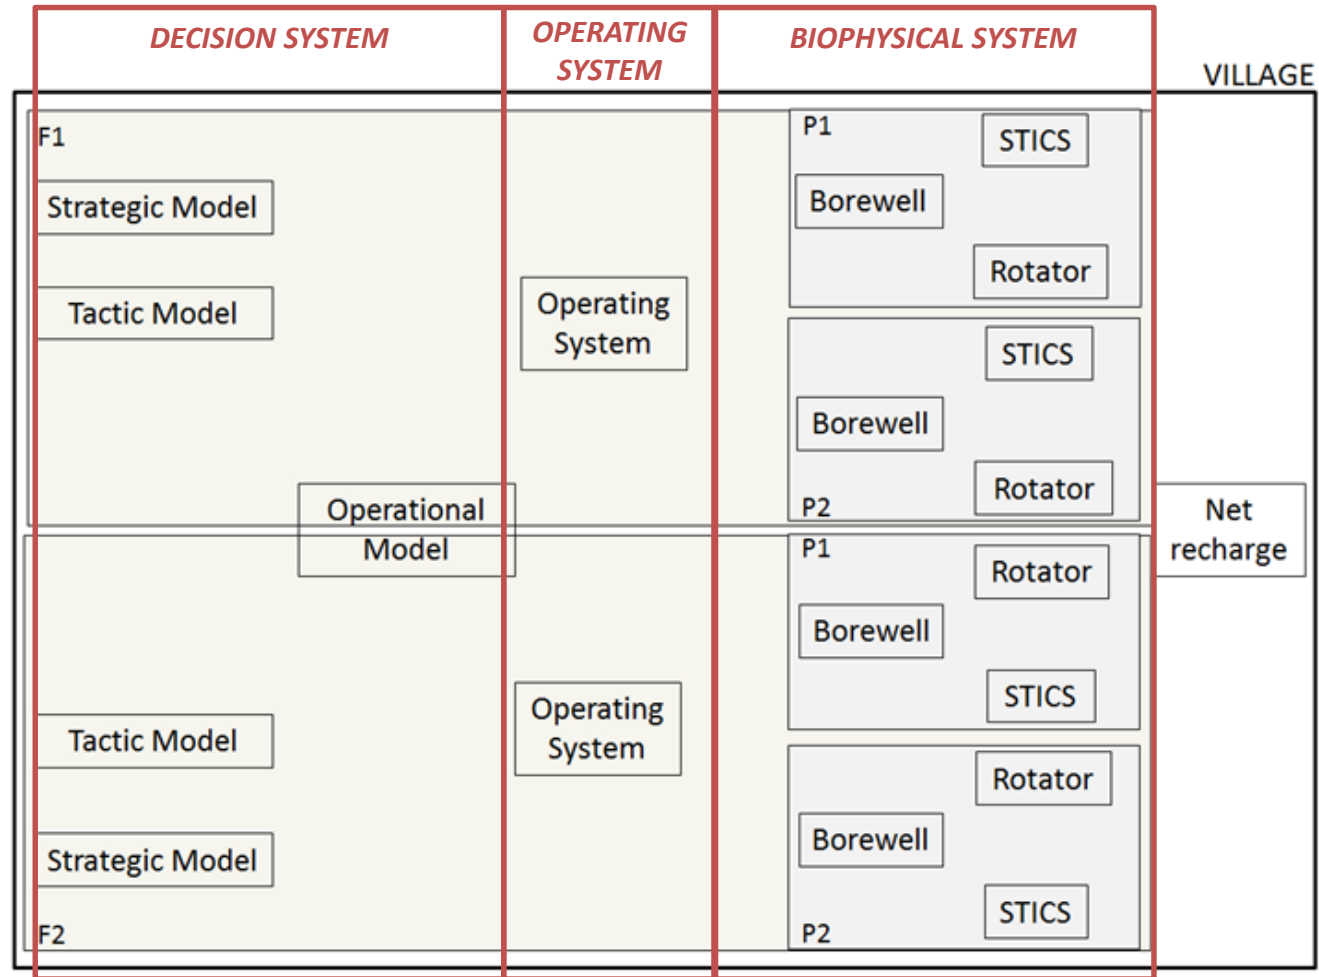 DECISION SYSTEM
OPERATING
SYSTEM
BIOPHYSICAL SYSTEM
VILLAGE
F1
Strategic Model
Tactic Model
Operating
System
P1
STICS
Borewell
Rotator
STICS
Borewell
Rotator
P2
Operational
Model
Net
recharge
P1
Rotator
Borewell
STICS
Operating
System
Tactic Model
Strategic Model
F2
Rotator
Borewell
STICS
P2